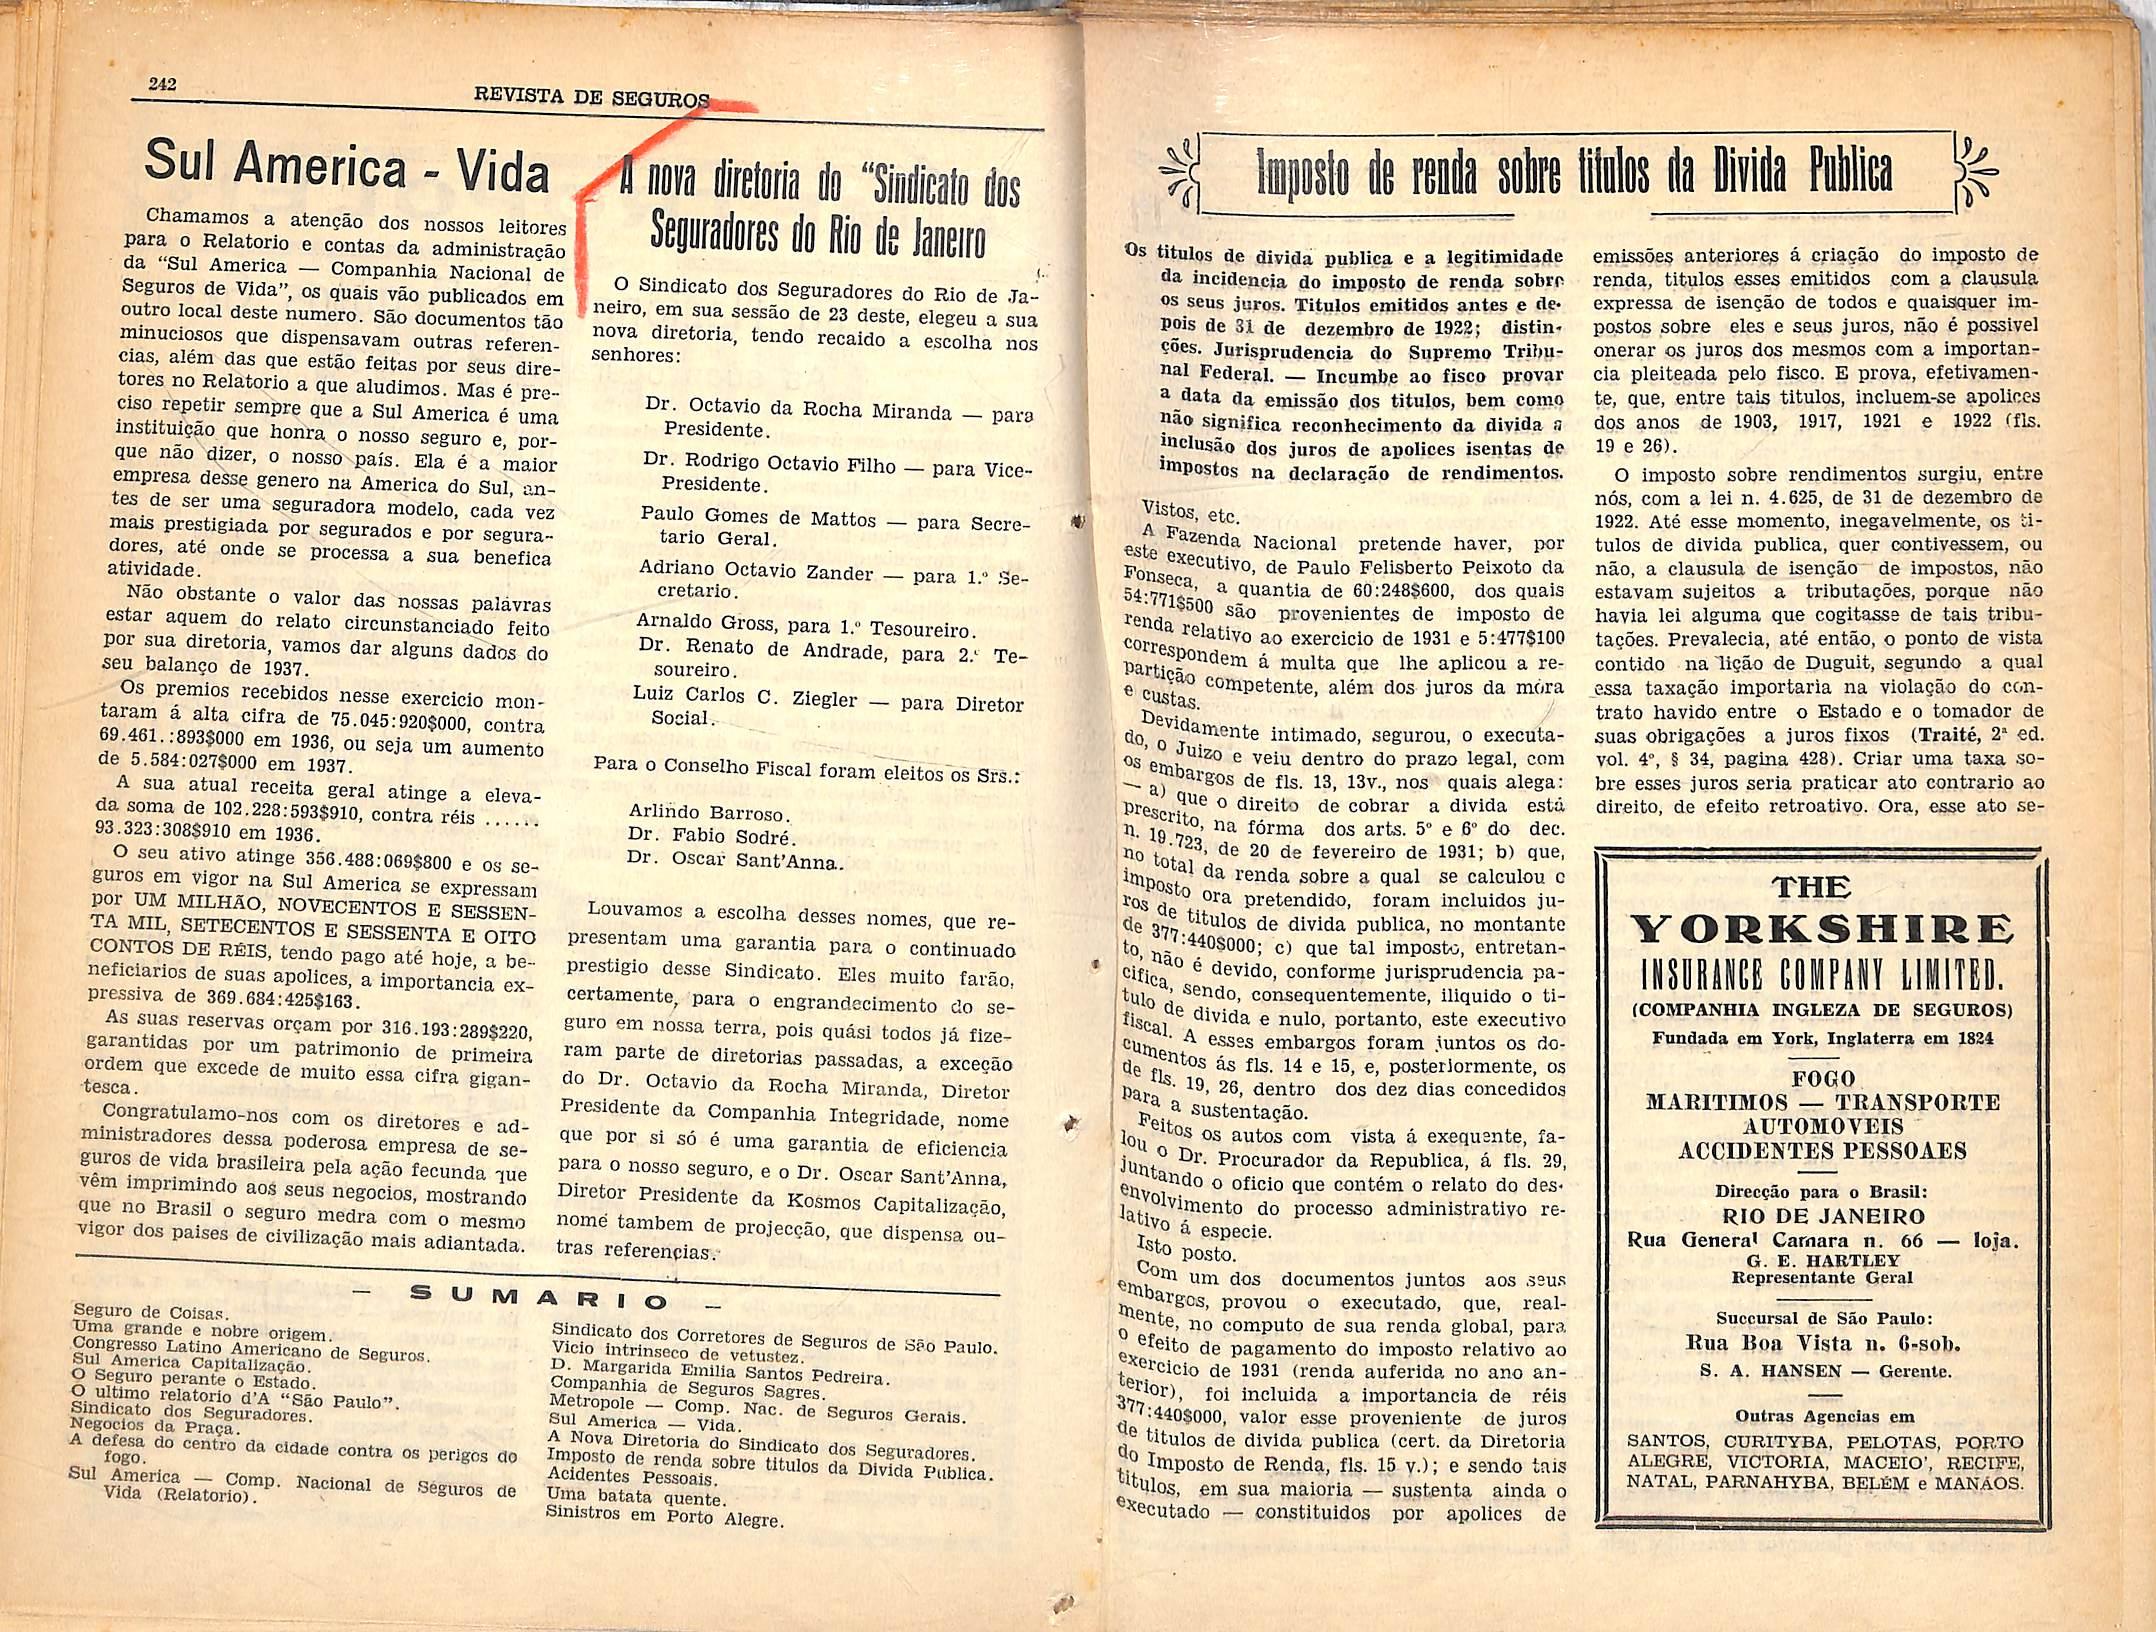 242
REVISTA DE SEGUROS
Sul America - Vida
Chamamos a atenção dos nossos leitores
para o Relatorio e contas da administração
da "Sul America — Companhia Nacional de
Seguros de Vida", os quais vão publicados em
outro local deste numero. São documentos tão
minuciosos que dispensavam outras referen-
cias, além das que estão feitas por seus dire-
tores no Relatorio a que aludimos. Mas é pre-
ciso repetir sempre que a Sul America é uma
instituição que honra o nosso seguro e, por-
que não dizer, o nosso país. Ela é a maior
empresa desse genero na America do Sul, an-
tes de ser uma seguradora modelo, cada vez
mais prestigiada por segurados e por segura-
dores, até onde se processa a sua benefica
atividade.
Não obstante o valor das nossas palavras
estar aquem do relato circunstanciado feito
por sua diretoria, vamos dar alguns dados do
seu balanço de 1937.
Os premios recebidos nesse exercicio mon-
taram á alta cifra de 75.045:920$000, contra
69.461.:893$000 em 1936, ou seja um aumento
de 5.584:027$000 em 1937.
A sua atual receita geral atinge a eleva-
da soma de 102.228:593$910, contra réis ......
93.323:308$910 em 1936.
O seu ativo atinge 356.488:069$800 e os se-
guros em vigor na Sul America se expressam
por UM MILHÃO, NOVECENTOS E SESSEN-
TA MIL, SETECENTOS E SESSENTA E OITO
CONTOS DE RÉIS, tendo pago até hoje, a be-
neficiarios de suas apolices, a importancia ex-
pressiva de 369.684:425$163.
As suas reservas orçam por 316.193:289$220,
garantidas por um patrimonio de primeira
ordem que excede de muito essa cifra gigan-
tesca.
Congratulamo-nos com os diretores e ad-
ministradores dessa poderosa empresa de se-
guros de vida brasileira pela ação fecunda que
vêm imprimindo aos seus negocios, mostrando
que no Brasil o seguro medra com o mesmo
vigor dos paises de civilização mais adiantada.
A nova diretoria do "Sindicato dos
Seguradores do Rio de Janeiro
O Sindicato dos Seguradores do Rio de Ja-
neiro, em sua sessão de 23 deste, elegeu a sua
nova diretoria, tendo recaido a escolha nos
senhores:
Dr. Octavio da Rocha Miranda — para
Presidente.
Dr. Rodrigo Octavio Filho — para Vice-
Presidente.
Paulo Gomes de Mattos — para Secre-
tario Geral.
Adriano Octavio Zander — para 1.º Se-
cretario.
Arnaldo Gross, para 1.º Tesoureiro.
Dr. Renato de Andrade, para 2.º Te-
soureiro.
Luiz Carlos C. Ziegler — para Diretor
Social.
Para o Conselho Fiscal foram eleitos os Srs.:
Arlindo Barroso.
Dr. Fabio Sodré.
Dr. Oscar Sant'Anna.
Louvamos a escolha desses nomes, que re-
presentam uma garantia para o continuado
prestigio desse Sindicato. Eles muito farão,
certamente, para o engrandecimento do se-
guro em nossa terra, pois quási todos já fize-
ram parte de diretorias passadas, a exceção
do Dr. Octavio da Rocha Miranda, Diretor
Presidente da Companhia Integridade, nome
que por si só é uma garantia de eficiencia
para o nosso seguro, e o Dr. Oscar Sant'Anna,
Diretor Presidente da Kosmos Capitalização,
nome tambem de projecção, que dispensa ou-
tras referencias.
— SUMARIO —
Seguro de Coisas.
Uma grande e nobre origem.
Congresso Latino Americano de Seguros.
Sul America Capitalização.
O Seguro perante o Estado.
O ultimo relatorio d'A "São Paulo".
Sindicato dos Seguradores.
Negocios da Praça.
A defesa do centro da cidade contra os perigos do
fogo.
Sul America — Comp. Nacional de Seguros de
Vida (Relatorio).
Sindicato dos Corretores de Seguros de São Paulo.
Vicio intrinseco de vetustez.
D. Margarida Emilia Santos Pedreira.
Companhia de Seguros Sagres.
Metropole — Comp. Nac. de Seguros Gerais.
Sul America — Vida.
A Nova Diretoria do Sindicato dos Seguradores.
Imposto de renda sobre titulos da Divida Publica.
Acidentes Pessoais.
Uma batata quente.
Sinistros em Porto Alegre.
Imposto de renda sobre titulos da Divida Publica
Os titulos de divida publica e a legitimidade
da incidencia do imposto de renda sobre
os seus juros. Titulos emitidos antes e de-
pois de 31 de dezembro de 1922; distin-
ções. Jurisprudencia do Supremo Tribu-
nal Federal. — Incumbe ao fisco provar
a data da emissão dos titulos, bem como
não significa reconhecimento da divida a
inclusão dos juros de apolices isentas de
impostos na declaração de rendimentos.
Vistos, etc.
A Fazenda Nacional pretende haver, por
este executivo, de Paulo Felisberto Peixoto da
Fonseca, a quantia de 60:248$600, dos quais
54:771$500 são provenientes de imposto de
renda relativo ao exercicio de 1931 e 5:477$100
correspondem á multa que lhe aplicou a re-
partição competente, além dos juros da móra
e custas.
Devidamente intimado, segurou, o executa-
do, o Juizo e veiu dentro do prazo legal, com
os embargos de fls. 13, 13v., nos quais alega:
— a) que o direito de cobrar a divida está
prescrito, na fórma dos arts. 5º e 6º do dec.
n. 19.723, de 20 de fevereiro de 1931; b) que,
no total da renda sobre a qual se calculou o
imposto ora pretendido, foram incluidos ju-
ros de titulos de divida publica, no montante
de 377:440$000; c) que tal imposto, entretan-
to, não é devido, conforme jurisprudencia pa-
cifica, sendo, consequentemente, iliquido o ti-
tulo de divida e nulo, portanto, este executivo
fiscal. A esses embargos foram juntos os do-
cumentos ás fls. 14 e 15, e, posteriormente, os
de fls. 19, 26, dentro dos dez dias concedidos
para a sustentação.
Feitos os autos com vista á exequente, fa-
lou o Dr. Procurador da Republica, á fls. 29,
juntando o oficio que contém o relato do des-
envolvimento do processo administrativo re-
lativo á especie.
Isto posto.
Com um dos documentos juntos aos seus
embargos, provou o executado, que, real-
mente, no computo de sua renda global, para
o efeito de pagamento do imposto relativo ao
exercicio de 1931 (renda auferida no ano an-
terior), foi incluida a importancia de réis
377:440$000, valor esse proveniente de juros
de titulos de divida publica (cert. da Diretoria
do Imposto de Renda, fls. 15 v.); e sendo tais
titulos, em sua maioria — sustenta ainda o
executado — constituidos por apolices de
emissões anteriores á criação do imposto de
renda, titulos esses emitidos com a clausula
expressa de isenção de todos e quaisquer im-
postos sobre eles e seus juros, não é possivel
onerar os juros dos mesmos com a importan-
cia pleiteada pelo fisco. E prova, efetivamen-
te, que, entre tais titulos, incluem-se apolices
dos anos de 1903, 1917, 1921 e 1922 (fls.
19 e 26).
O imposto sobre rendimentos surgiu, entre
nós, com a lei n. 4.625, de 31 de dezembro de
1922. Até esse momento, inegavelmente, os ti-
tulos de divida publica, quer contivessem, ou
não, a clausula de isenção de impostos, não
estavam sujeitos a tributações, porque não
havia lei alguma que cogitasse de tais tribu-
tações. Prevalecia, até então, o ponto de vista
contido na lição de Duguit, segundo a qual
essa taxação importaria na violação do con-
trato havido entre o Estado e o tomador de
suas obrigações a juros fixos (Traité, 2ª ed.
vol. 4º, § 34, pagina 428). Criar uma taxa so-
bre esses juros seria praticar ato contrario ao
direito, de efeito retroativo. Ora, esse ato se-
THE
YORKSHIRE
INSURANCE COMPANY LIMITED.
(COMPANHIA INGLEZA DE SEGUROS)
Fundada em York, Inglaterra em 1824
FOGO
MARITIMOS — TRANSPORTE
AUTOMOVEIS
ACCIDENTES PESSOAES
Direcção para o Brasil:
RIO DE JANEIRO
Rua General Camara n. 66 — loja.
G. E. HARTLEY
Representante Geral
Succursal de São Paulo:
Rua Boa Vista n. 6-sob.
S. A. HANSEN — Gerente.
Outras Agencias em
SANTOS, CURITYBA, PELOTAS, PORTO
ALEGRE, VICTORIA, MACEIO', RECIFE,
NATAL, PARNAHYBA, BELÉM e MANÁOS.